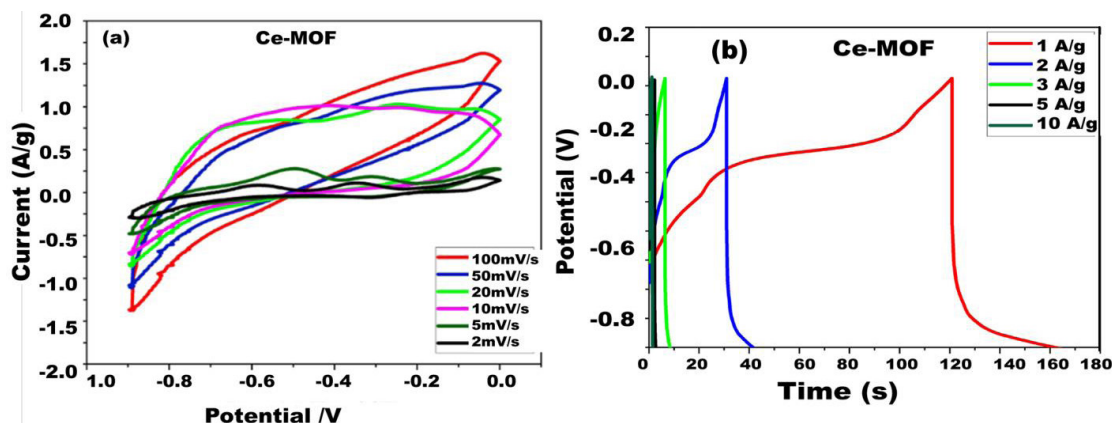 (a) Ce-MOF
Current (A/g)
2.0
1.5
1.0
0.5
0.0
-0.5
-1.0
-1.5
-2.0
100mV/s
50mV/s
20mV/s
10mV/s
5mV/s
2mV/s
1.0 -0.8 -0.6 -0.4 -0.2 0.0
Potential /V
(b) Ce-MOF
Potential (V)
0.2
0.0
-0.2
-0.4
-0.6
-0.8
1 A/g
2 A/g
3 A/g
5 A/g
10 A/g
0 20 40 60 80 100 120 140 160 180
Time (s)